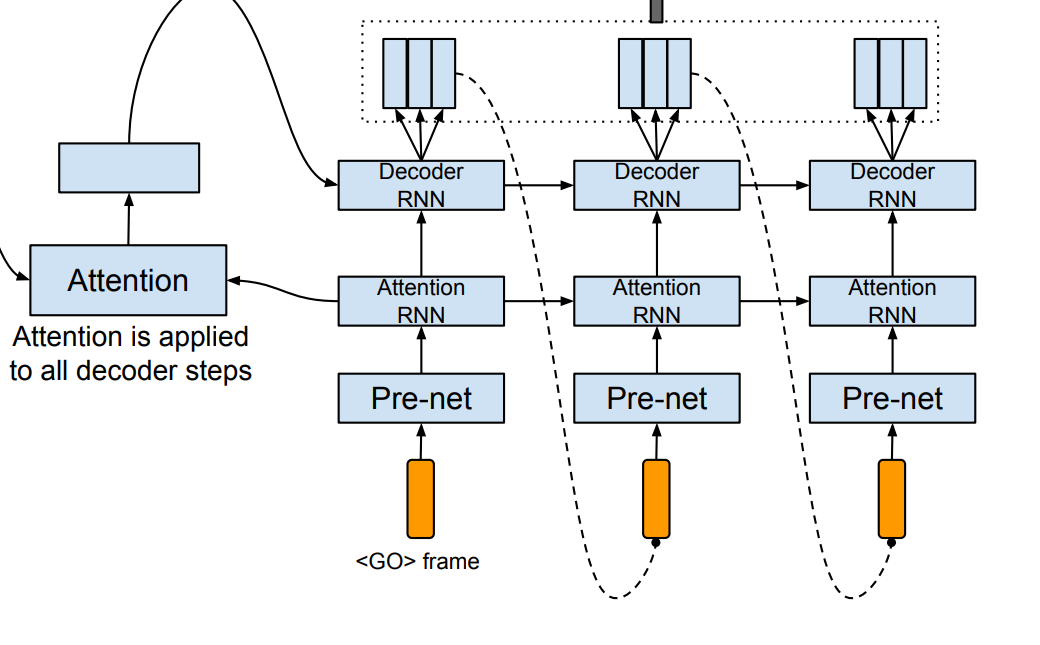 Decoder
RNN
Decoder
RNN
Decoder
RNN
Attention
Attention is applied
to all decoder steps
Attention
RNN
Attention
RNN
Attention
RNN
Pre-net
Pre-net
Pre-net
<GO> frame